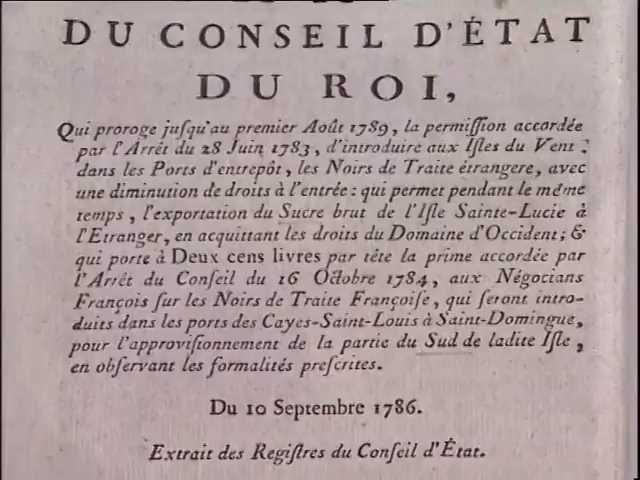 DU CONSEIL D'ÉTAT
DU ROI,
Qui proroge juſqu'au premier Août 1789, la permiſſion accordée
par l'Arrêt du 28 Juin 1783, d'introduire aux Iſles du Vent ;
dans les Ports d'entrepôt, les Noirs de Traite étrangere, avec
une diminution de droits à l'entrée : qui permet pendant le même
temps, l'exportation du Sucre brut de l'Iſle Sainte-Lucie à
l'Etranger, en acquittant les droits du Domaine d'Occident; &
qui porte à Deux cens livres par tête la prime accordée par
l'Arrêt du Conſeil du 16 Octobre 1784, aux Négocians
François ſur les Noirs de Traite Françoiſe, qui ſeront intro-
duits dans les ports des Cayes-Saint-Louis à Saint-Domingue,
pour l'approviſionnement de la partie du Sud de ladite Iſle,
en obſervant les formalités preſcrites.
Du 10 Septembre 1786.
Extrait des Regiſtres du Conſeil d'État.